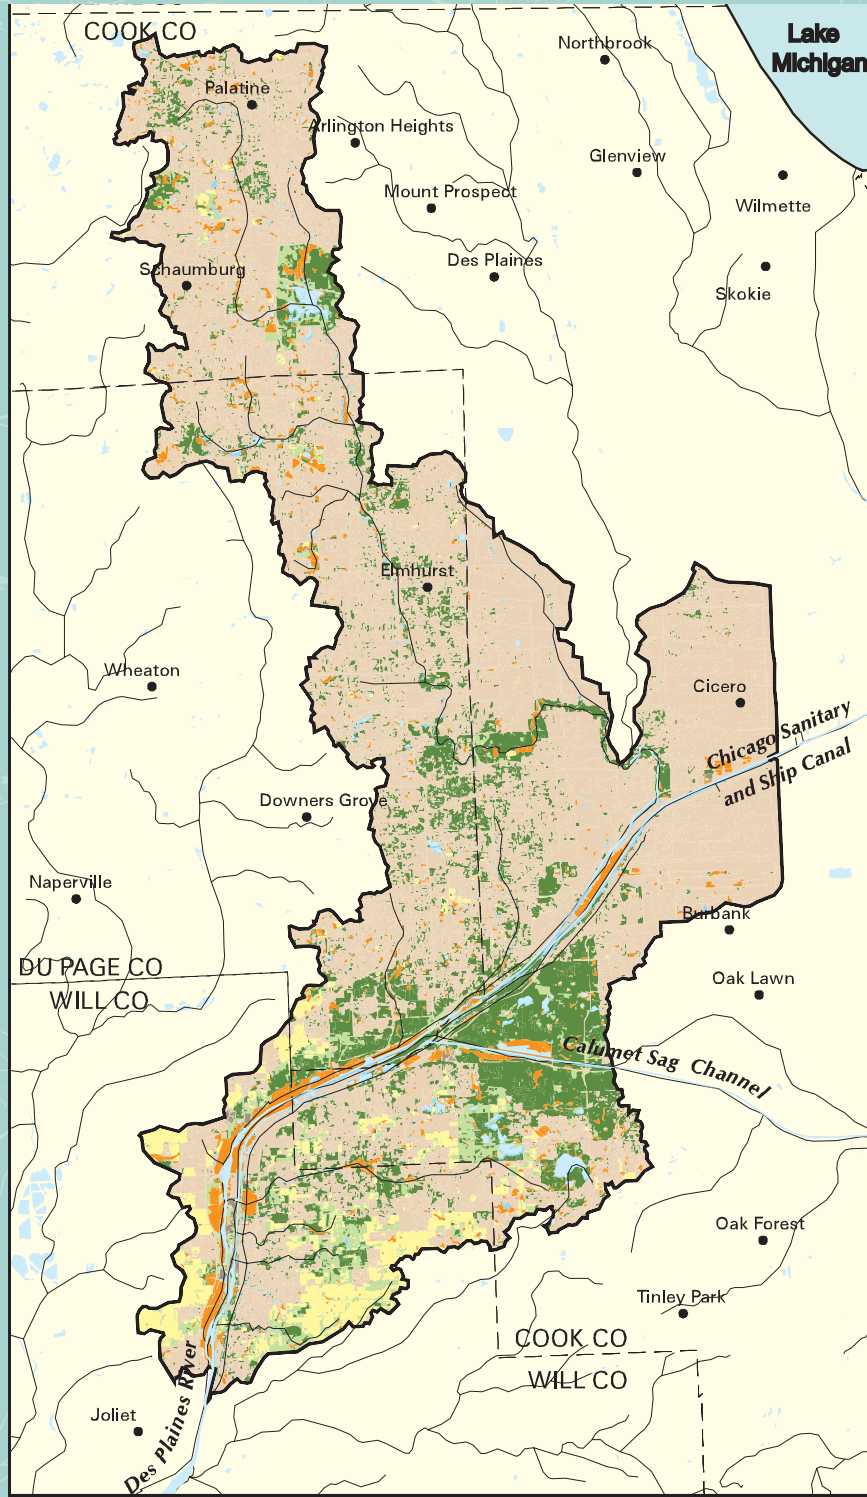 COOK CO
Lake
Michigan
Northbrook
Palatine
Arlington Heights
Glenview
Mount Prospect
Wilmette
Des Plaines
Schaumburg
Skokie
Elmhurst
Wheaton
Cicero
Chicago Sanitary
and Ship Canal
Downers Grove
Naperville
Burbank
DU PAGE CO
WILL CO
Oak Lawn
Calumet Sag Channel
Oak Forest
Tinley Park
COOK CO
WILL CO
Joliet
Des Plaines River